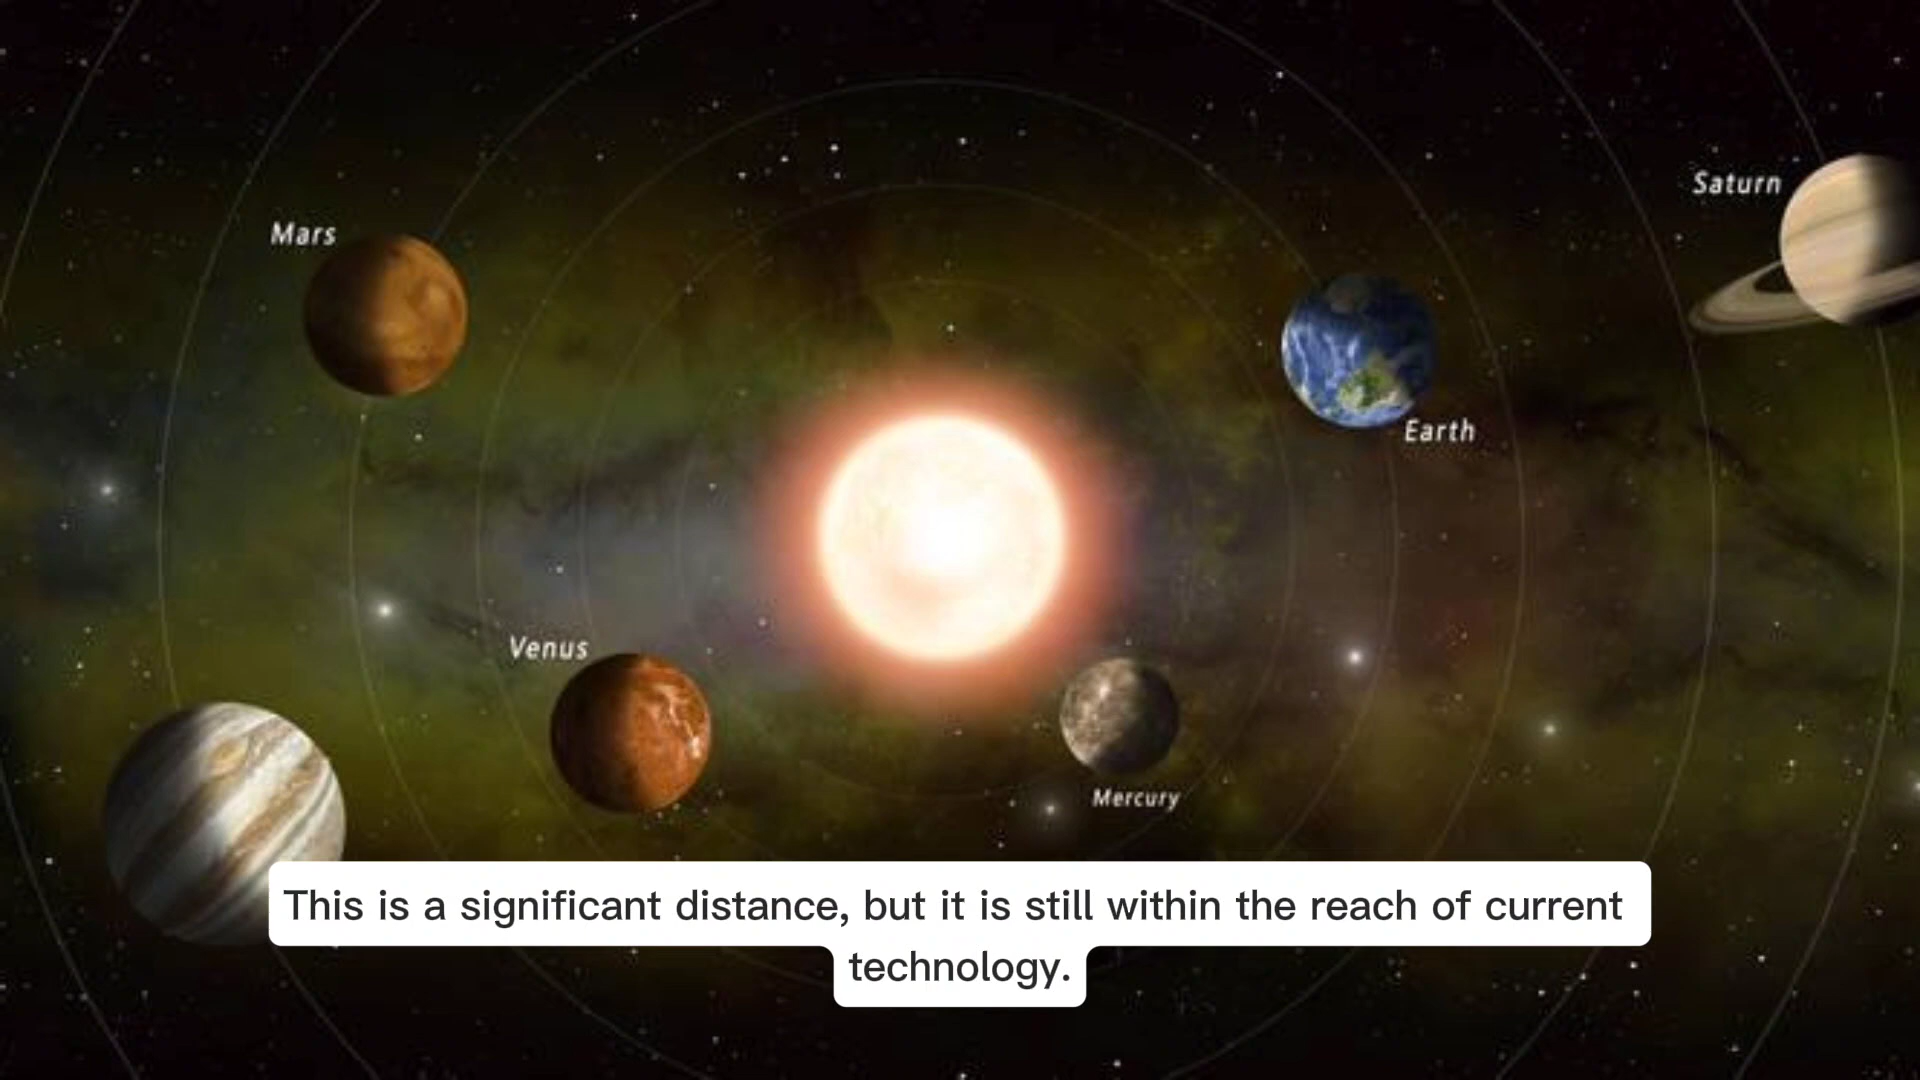 Saturn
Mars
Earth
Venus
Mercury
This is a significant distance, but it is still within the reach of current
technology.